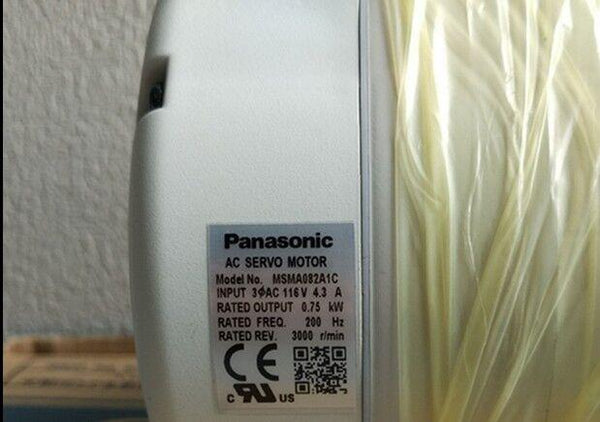 Panasonic
AC SERVO MOTOR
Model No. MSMA082A1C
INPUT 3ϕAC 116 V 4.3 A
RATED OUTPUT 0.75 kW
RATED FREQ. 200 Hz
RATED REV. 3000 r/min
CE
C RU US